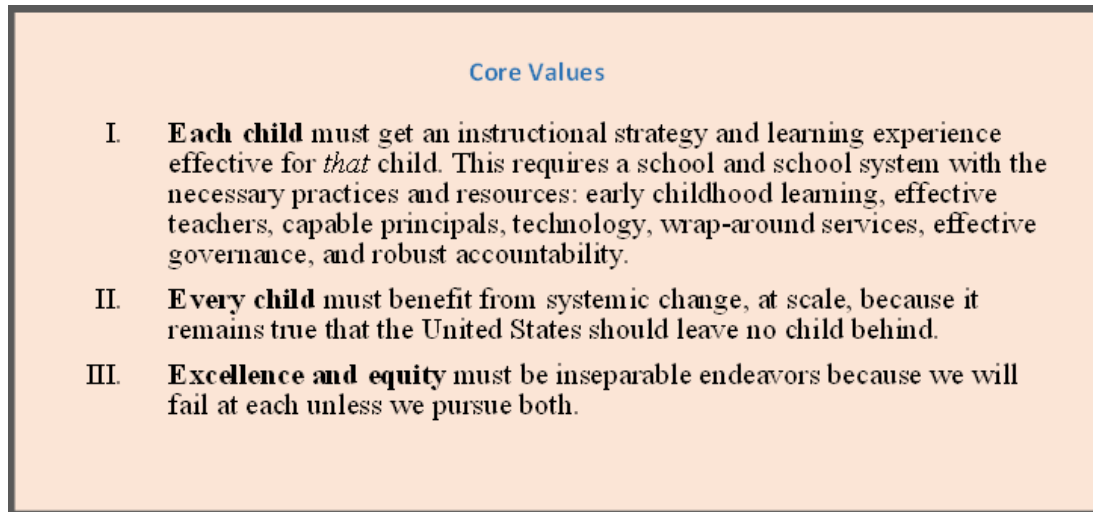 Core Values
I. Each child must get an instructional strategy and learning experience
effective for that child. This requires a school and school system with the
necessary practices and resources: early childhood learning, effective
teachers, capable principals, technology, wrap-around services, effective
governance, and robust accountability.
II. Every child must benefit from systemic change, at scale, because it
remains true that the United States should leave no child behind.
III. Excellence and equity must be inseparable endeavors because we will
fail at each unless we pursue both.